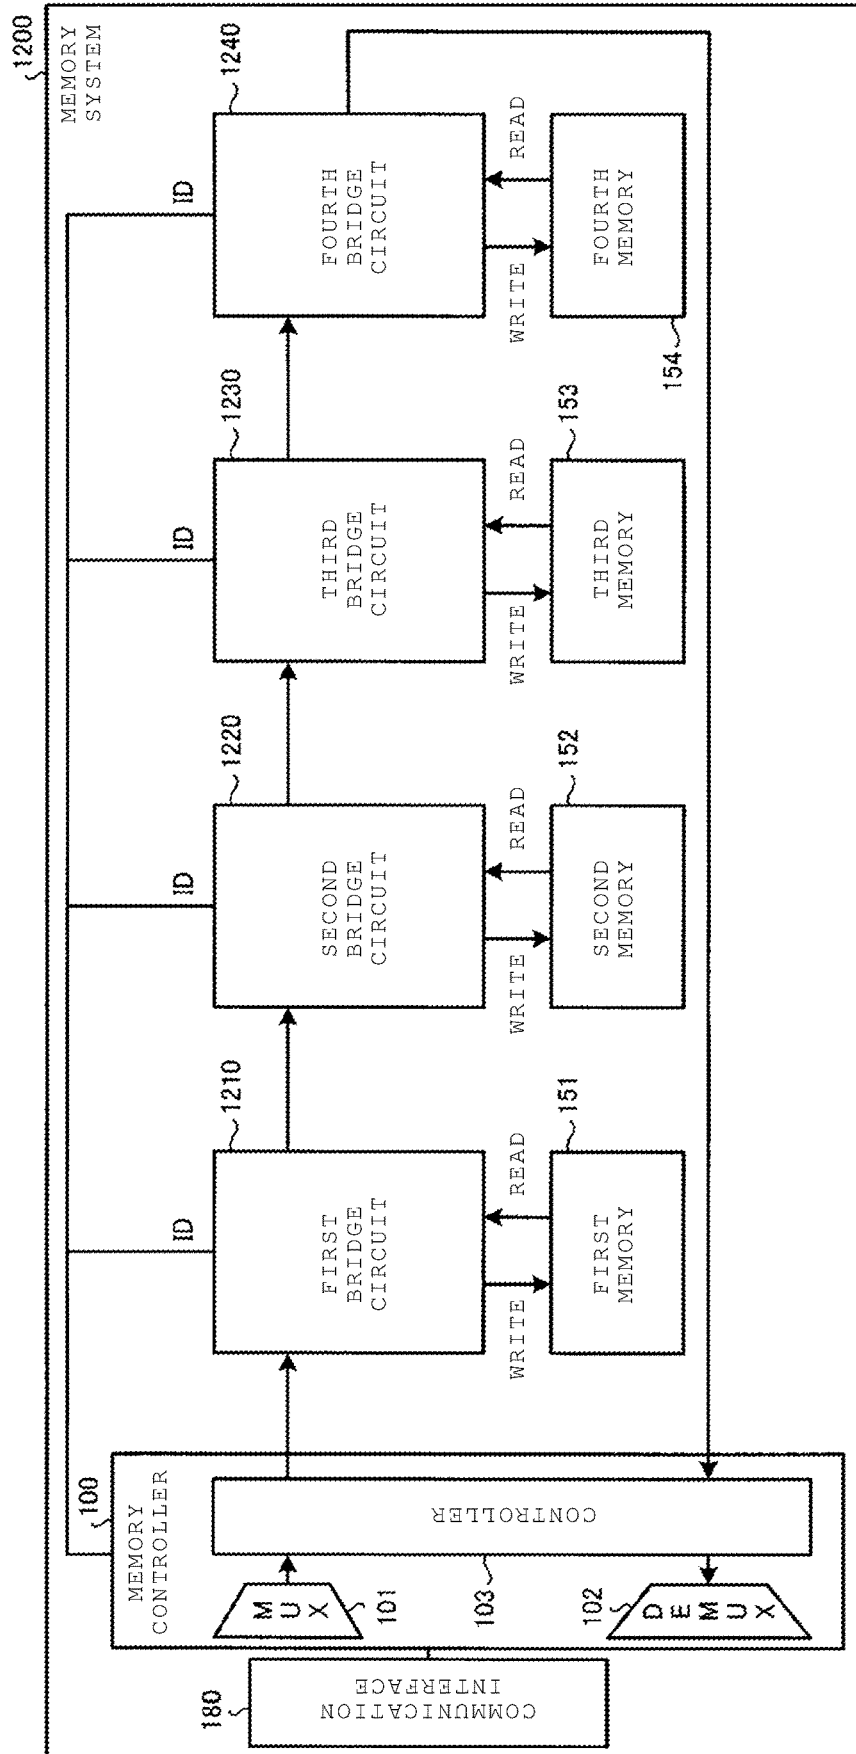 1200
MEMORY
SYSTEM
ID
ID
ID
ID
100
MEMORY
CONTROLLER
1210
1220
1230
1240
MUX
101
CONTROLLER
103
FIRST
BRIDGE
CIRCUIT
SECOND
BRIDGE
CIRCUIT
THIRD
BRIDGE
CIRCUIT
FOURTH
BRIDGE
CIRCUIT
180
COMMUNICATION
INTERFACE
WRITE
READ
WRITE
READ
WRITE
READ
WRITE
READ
151
152
153
154
FIRST
MEMORY
SECOND
MEMORY
THIRD
MEMORY
FOURTH
MEMORY
102
DEMUX